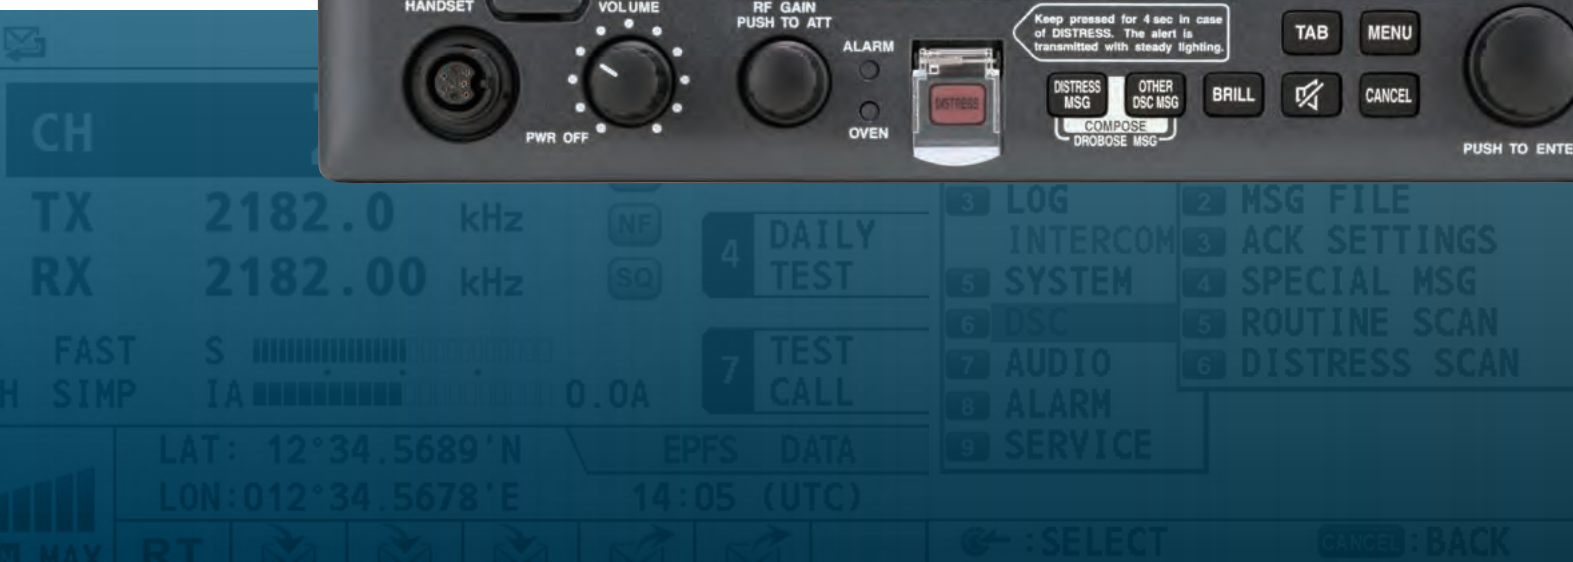 HANDSET
VOLUME
RF GAIN
PUSH TO ATT
ALARM
OVEN
PWR OFF
DISTRESS
Keep pressed for 4 sec in case
of DISTRESS. The alert is
transmitted with steady lighting.
TAB
MENU
DISTRESS
MSG
OTHER
DSC MSG
BRILL
CANCEL
COMPOSE
DROBOSE MSG
PUSH TO ENTE
CH
TX 2182.0 kHz
RX 2182.00 kHz
NF
SQ
FAST S
H SIMP IA 0.0A
4 DAILY
TEST
7 TEST
CALL
3 LOG
INTERCOM
5 SYSTEM
6 DSC
7 AUDIO
8 ALARM
9 SERVICE
2 MSG FILE
3 ACK SETTINGS
4 SPECIAL MSG
5 ROUTINE SCAN
6 DISTRESS SCAN
LAT: 12°34.5689'N EPFS DATA
LON:012°34.5678'E 14:05 (UTC)
MAX RT
:SELECT CANCEL :BACK